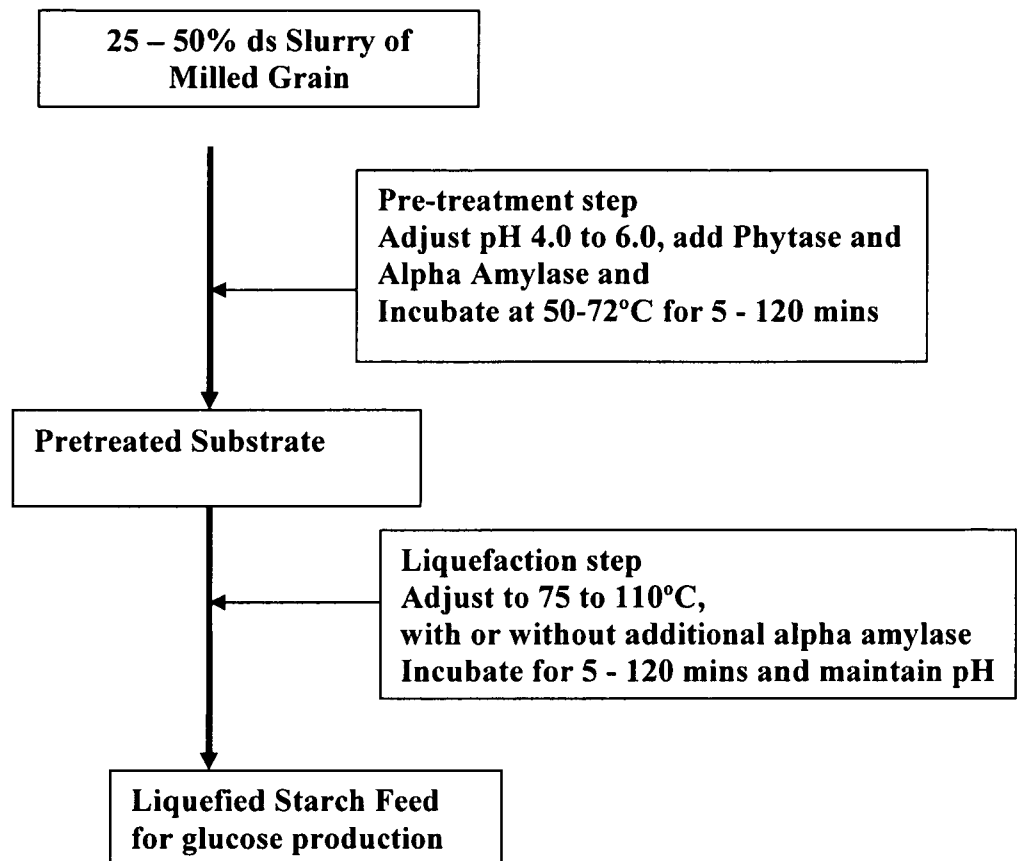 25 – 50% ds Slurry of
Milled Grain
Pre-treatment step
Adjust pH 4.0 to 6.0, add Phytase and
Alpha Amylase and
Incubate at 50-72ºC for 5 - 120 mins
Pretreated Substrate
Liquefaction step
Adjust to 75 to 110ºC,
with or without additional alpha amylase
Incubate for 5 - 120 mins and maintain pH
Liquefied Starch Feed
for glucose production